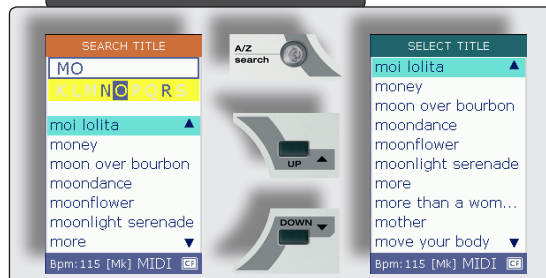 SEARCH TITLE
MO
KLMNOPQRS
moi lolita
money
moon over bourbon
moondance
moonflower
moonlight serenade
more
Bpm:115 [Mk] MIDI CF
A/Z
search
UP
DOWN
SELECT TITLE
moi lolita
money
moon over bourbon
moondance
moonflower
moonlight serenade
more
more than a wom...
mother
move your body
Bpm:115 [Mk] MIDI CF